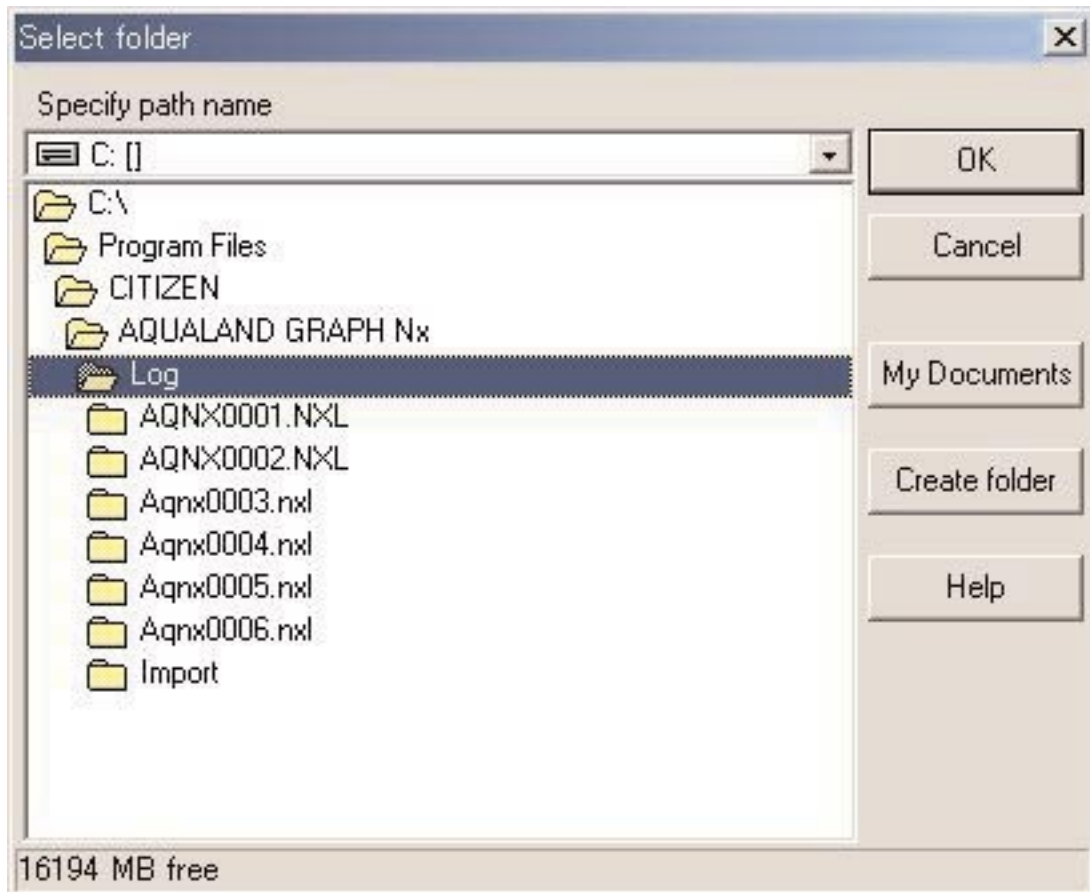 Select folder
Specify path name
C: []
OK
C:\
Program Files
Cancel
CITIZEN
AQUALAND GRAPH Nx
Log
My Documents
AQNX0001.NXL
AQNX0002.NXL
Create folder
Aqnx0003.nxl
Aqnx0004.nxl
Aqnx0005.nxl
Help
Aqnx0006.nxl
Import
16194 MB free